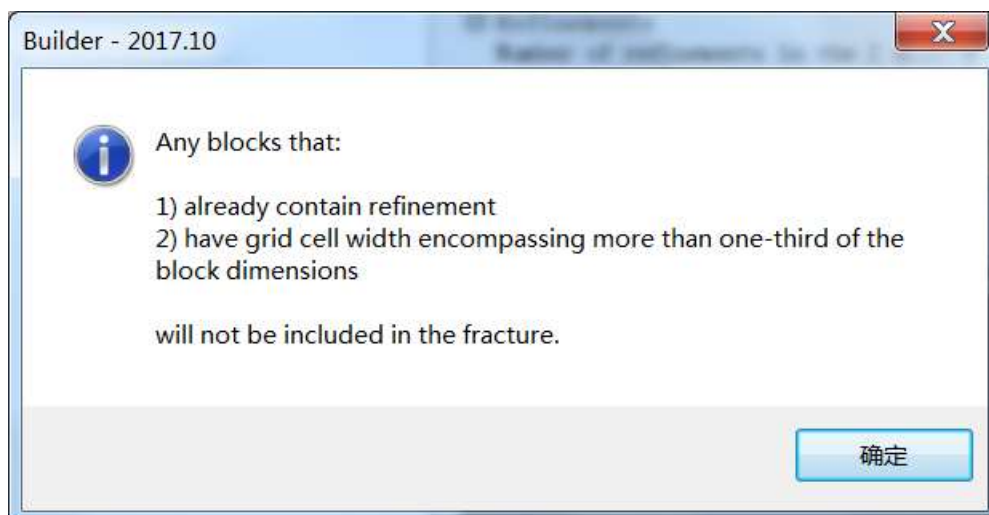 Builder - 2017.10
Any blocks that:
1) already contain refinement
2) have grid cell width encompassing more than one-third of the
block dimensions
will not be included in the fracture.
确定